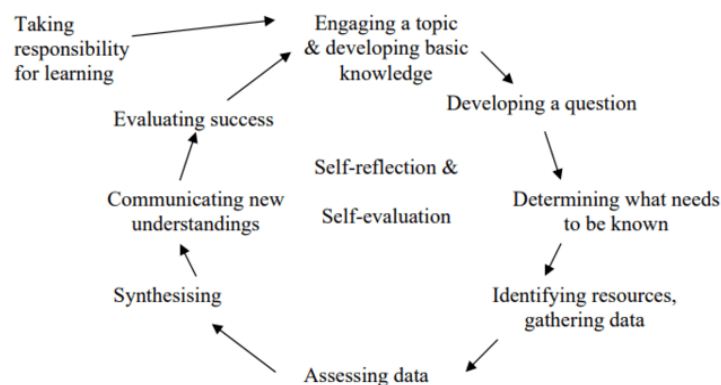 Taking
responsibility
for learning
Engaging a topic
& developing basic
knowledge
Developing a question
Determining what needs
to be known
Identifying resources,
gathering data
Assessing data
Synthesising
Communicating new
understandings
Evaluating success
Self-reflection &
Self-evaluation